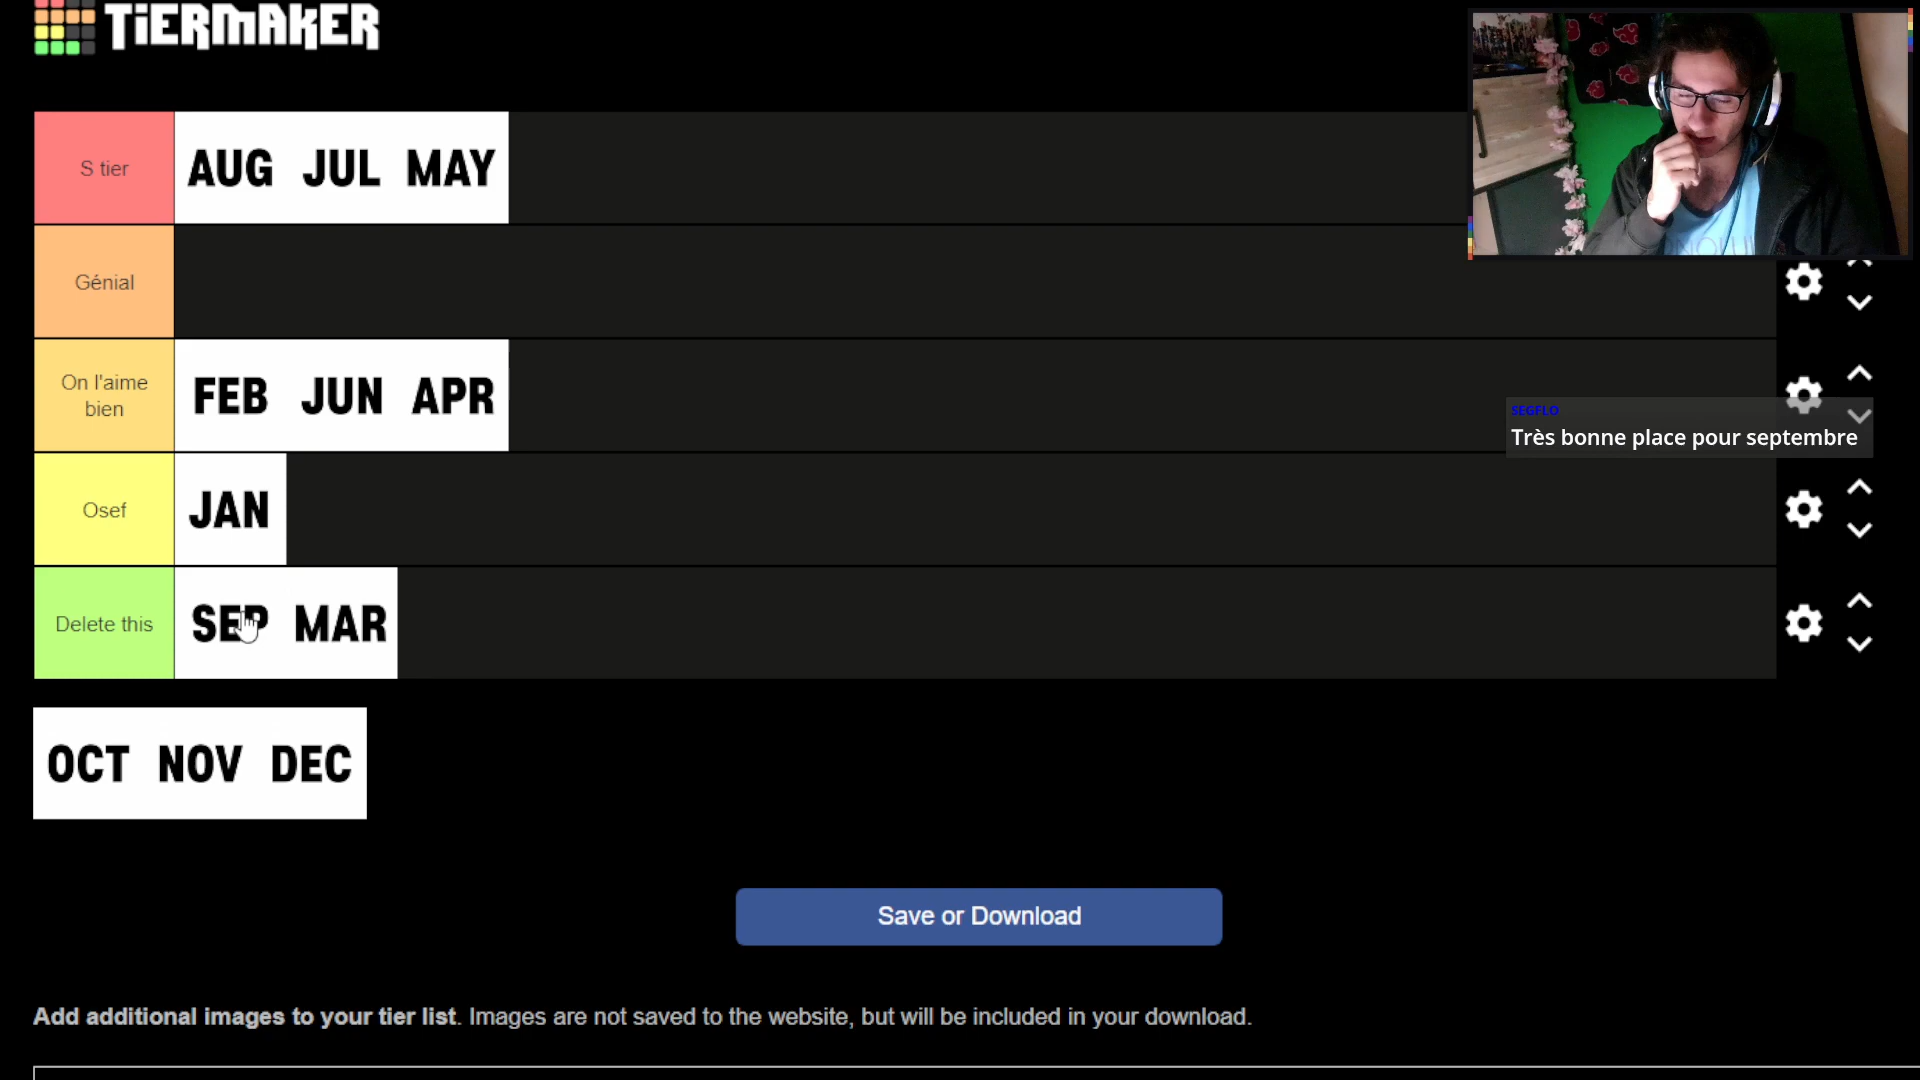 TiERMAKER
S tier
AUG JUL MAY
Génial
On l'aime
bien
FEB JUN APR
SEGFLO
Très bonne place pour septembre
Osef
JAN
Delete this
SEP MAR
OCT NOV DEC
Save or Download
Add additional images to your tier list. Images are not saved to the website, but will be included in your download.